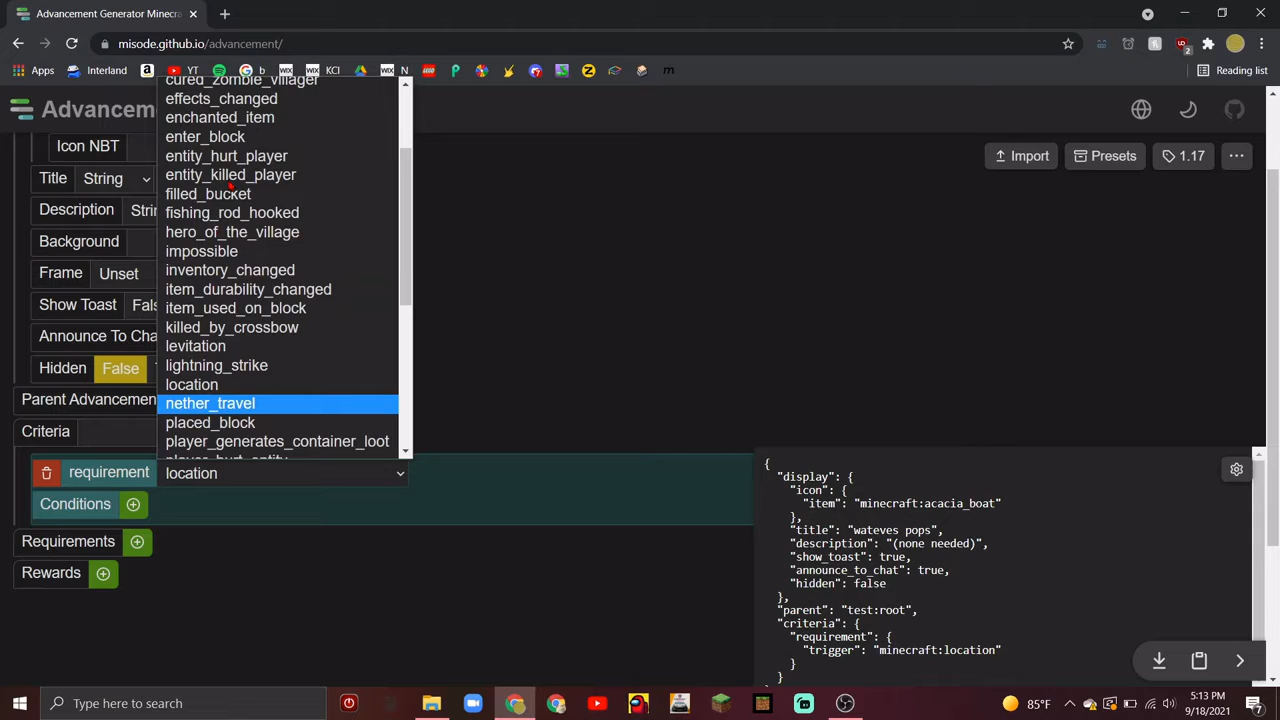 Advancement Generator Minecra
misode.github.io/advancement/
Apps Interland YT b KCI N Reading list
Advancem
Import Presets 1.17
Icon NBT
Title String
Description Strin
Background
Frame Unset
Show Toast Fals
Announce To Cha
Hidden False
Parent Advancemen
Criteria
cured_zombie_villager
effects_changed
enchanted_item
enter_block
entity_hurt_player
entity_killed_player
filled_bucket
fishing_rod_hooked
hero_of_the_village
impossible
inventory_changed
item_durability_changed
item_used_on_block
killed_by_crossbow
levitation
lightning_strike
location
nether_travel
placed_block
player_generates_container_loot
player_hurt_entity
requirement location
Conditions
Requirements
Rewards
{
"display": {
"icon": {
"item": "minecraft:acacia_boat"
},
"title": "wateves pops",
"description": "(none needed)",
"show_toast": true,
"announce_to_chat": true,
"hidden": false
},
"parent": "test:root",
"criteria": {
"requirement": {
"trigger": "minecraft:location"
}
}
Type here to search
85°F
5:13 PM
9/18/2021